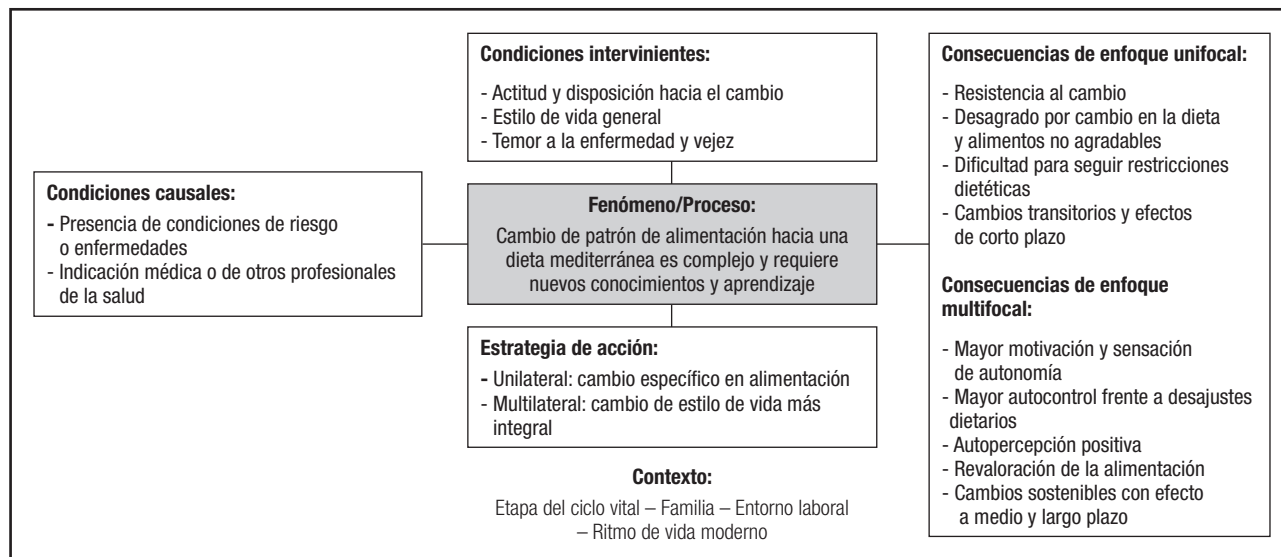 Condiciones intervinientes:
- Actitud y disposición hacia el cambio
- Estilo de vida general
- Temor a la enfermedad y vejez
Condiciones causales:
- Presencia de condiciones de riesgo
o enfermedades
- Indicación médica o de otros profesionales
de la salud
Fenómeno/Proceso:
Cambio de patrón de alimentación hacia una
dieta mediterránea es complejo y requiere
nuevos conocimientos y aprendizaje
Estrategia de acción:
- Unilateral: cambio específico en alimentación
- Multilateral: cambio de estilo de vida más
integral
Contexto:
Etapa del ciclo vital – Familia – Entorno laboral
– Ritmo de vida moderno
Consecuencias de enfoque unifocal:
- Resistencia al cambio
- Desagrado por cambio en la dieta
y alimentos no agradables
- Dificultad para seguir restricciones
dietéticas
- Cambios transitorios y efectos
de corto plazo
Consecuencias de enfoque
multifocal:
- Mayor motivación y sensación
de autonomía
- Mayor autocontrol frente a desajustes
dietarios
- Autopercepción positiva
- Revaloración de la alimentación
- Cambios sostenibles con efecto
a medio y largo plazo